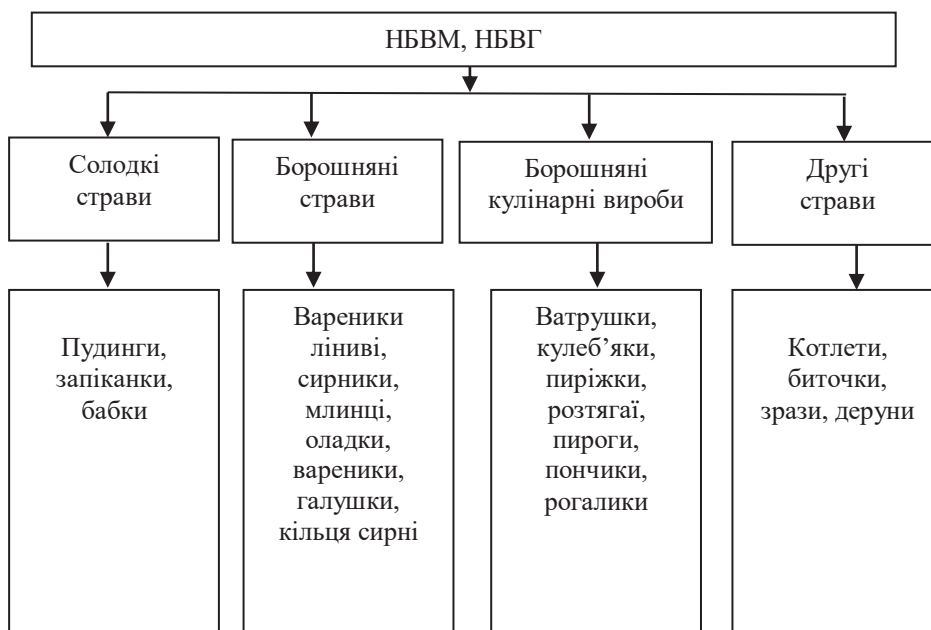 НБВМ, НБВГ
Солодкі
страви
Борошняні
страви
Борошняні
кулінарні вироби
Другі
страви
Пудинги,
запіканки,
бабки
Вареники
ліниві,
сирники,
млинці,
оладки,
вареники,
галушки,
кільця сирні
Ватрушки,
кулеб’яки,
пиріжки,
розтягаї,
пироги,
пончики,
рогалики
Котлети,
биточки,
зрази, деруни